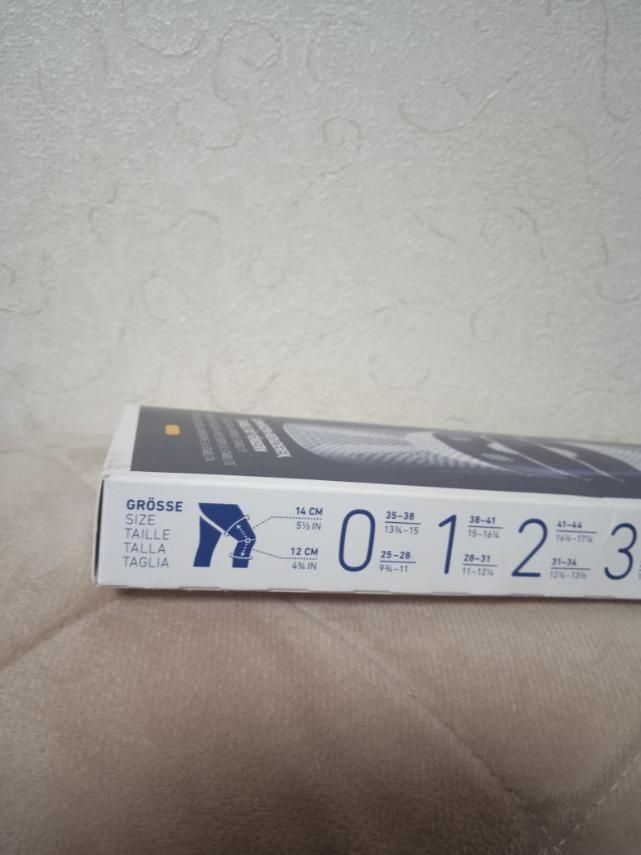 GRÖSSE
SIZE
TAILLE
TALLA
TAGLIA
14 CM
5½ IN
12 CM
4¾ IN
0
35–38
13¾–15
25–28
9¾–11
1
38–41
15–16¼
28–31
11–12¼
2
41–44
16¼–17¼
31–34
12¼–13½
3